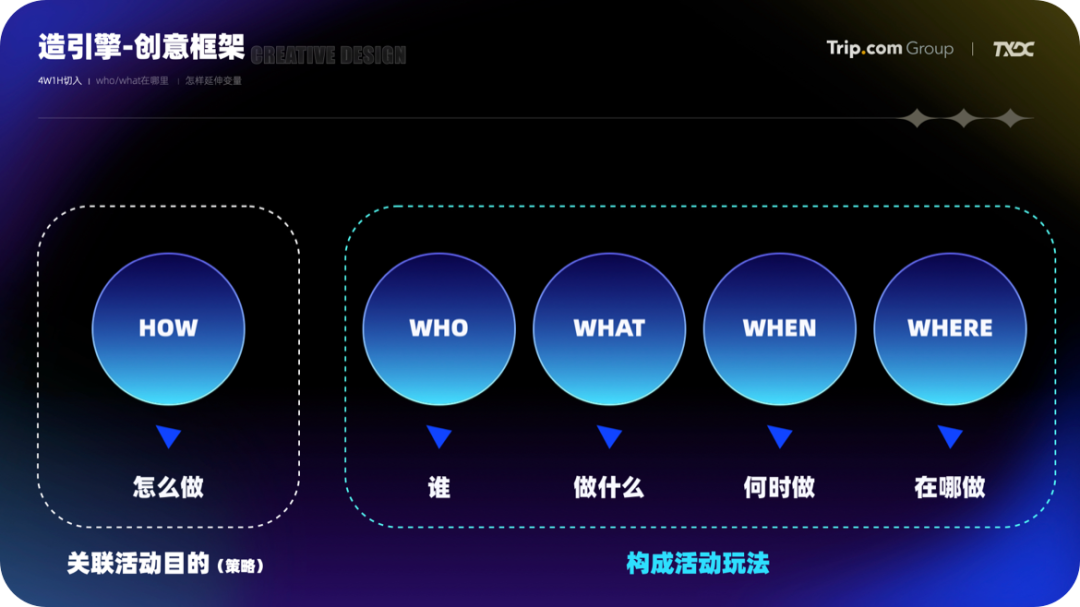 造引擎-创意框架 CREATIVE DESIGN
Trip.com Group | TXDC
4W1H切入 | who/what在哪里 | 怎样延伸变量
HOW
WHO
WHAT
WHEN
WHERE
怎么做
谁
做什么
何时做
在哪做
关联活动目的（策略）
构成活动玩法